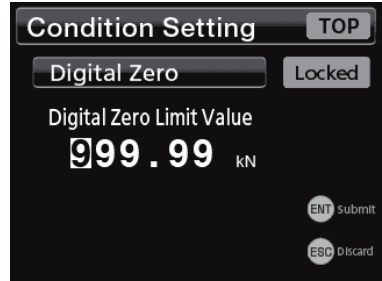 Condition Setting TOP
Digital Zero Locked
Digital Zero Limit Value
999.99 kN
ENT Submit
ESC Discard